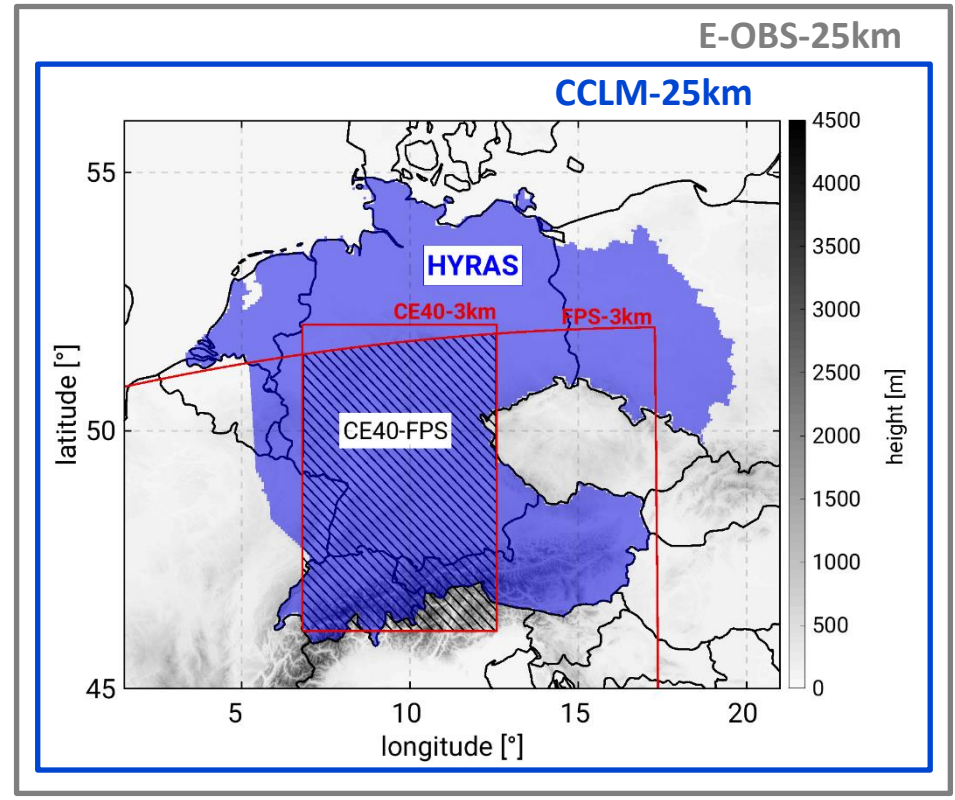 E-OBS-25km
CCLM-25km
HYRAS
CE40-3km
FPS-3km
CE40-FPS
55
50
45
latitude [°]
5
10
15
20
longitude [°]
4500
4000
3500
3000
2500
2000
1500
1000
500
0
height [m]